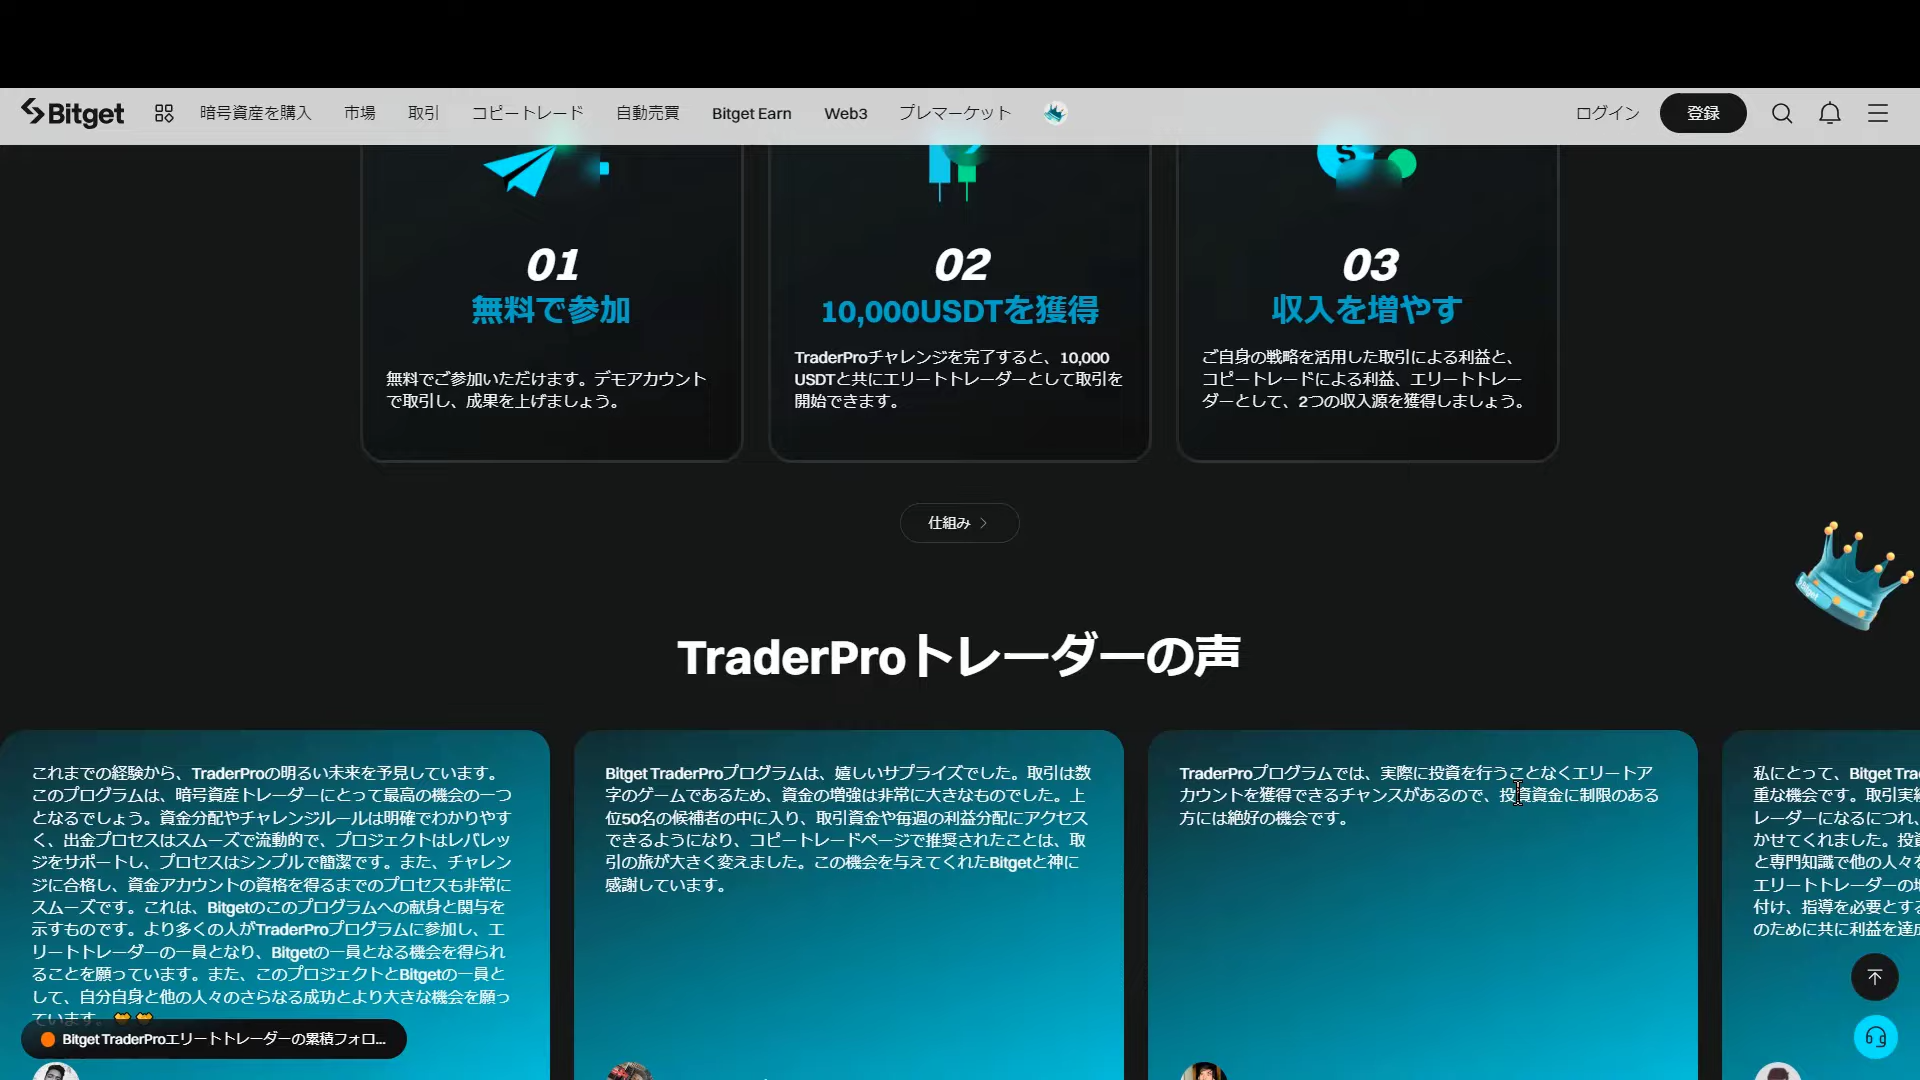 Bitget
暗号資産を購入
市場
取引
コピートレード
自動売買
Bitget Earn
Web3
プレマーケット
ログイン
登録
01
無料で参加
無料でご参加いただけます。デモアカウント
で取引し、成果を上げましょう。
02
10,000USDTを獲得
TraderProチャレンジを完了すると、10,000
USDTと共にエリートトレーダーとして取引を
開始できます。
03
収入を増やす
ご自身の戦略を活用した取引による利益と、
コピートレードによる利益、エリートトレー
ダーとして、2つの収入源を獲得しましょう。
仕組み
TraderProトレーダーの声
これまでの経験から、TraderProの明るい未来を予見しています。
このプログラムは、暗号資産トレーダーにとって最高の機会の一つ
となるでしょう。資金分配やチャレンジルールは明確でわかりやす
く、出金プロセスはスムーズで流動的で、プロジェクトはレバレッ
ジをサポートし、プロセスはシンプルで簡潔です。また、チャレン
ジに合格し、資金アカウントの資格を得るまでのプロセスも非常に
スムーズです。これは、Bitgetのこのプログラムへの献身と関与を
示すものです。より多くの人がTraderProプログラムに参加し、エ
リートトレーダーの一員となり、Bitgetの一員となる機会を得られ
ることを願っています。また、このプロジェクトとBitgetの一員と
して、自分自身と他の人々のさらなる成功とより大きな機会を願っ
ています。
Bitget TraderProエリートトレーダーの累積フォロ...
Bitget TraderProプログラムは、嬉しいサプライズでした。取引は数
字のゲームであるため、資金の増強は非常に大きなものでした。上
位50名の候補者の中に入り、取引資金や毎週の利益分配にアクセス
できるようになり、コピートレードページで推奨されたことは、取
引の旅が大きく変えました。この機会を与えてくれたBitgetと神に
感謝しています。
TraderProプログラムでは、実際に投資を行うことなくエリートア
カウントを獲得できるチャンスがあるので、投資資金に制限のある
方には絶好の機会です。
私にとって、Bitget Tra
重な機会です。取引実績
レーダーになるにつれ、
かせてくれました。投資
と専門知識で他の人々を
エリートトレーダーの地
付け、指導を必要とする
のために共に利益を達成